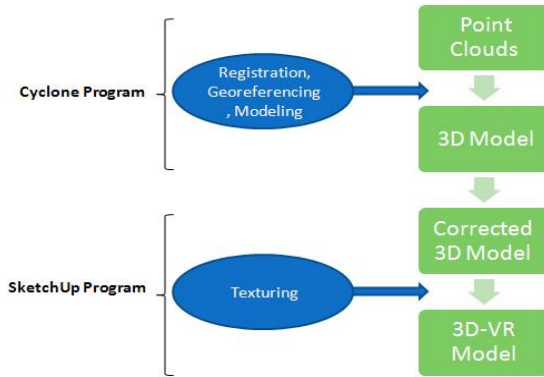 Point
Clouds
Cyclone Program
Registration,
Georeferencing
, Modeling
3D Model
Corrected
3D Model
SketchUp Program
Texturing
3D-VR
Model